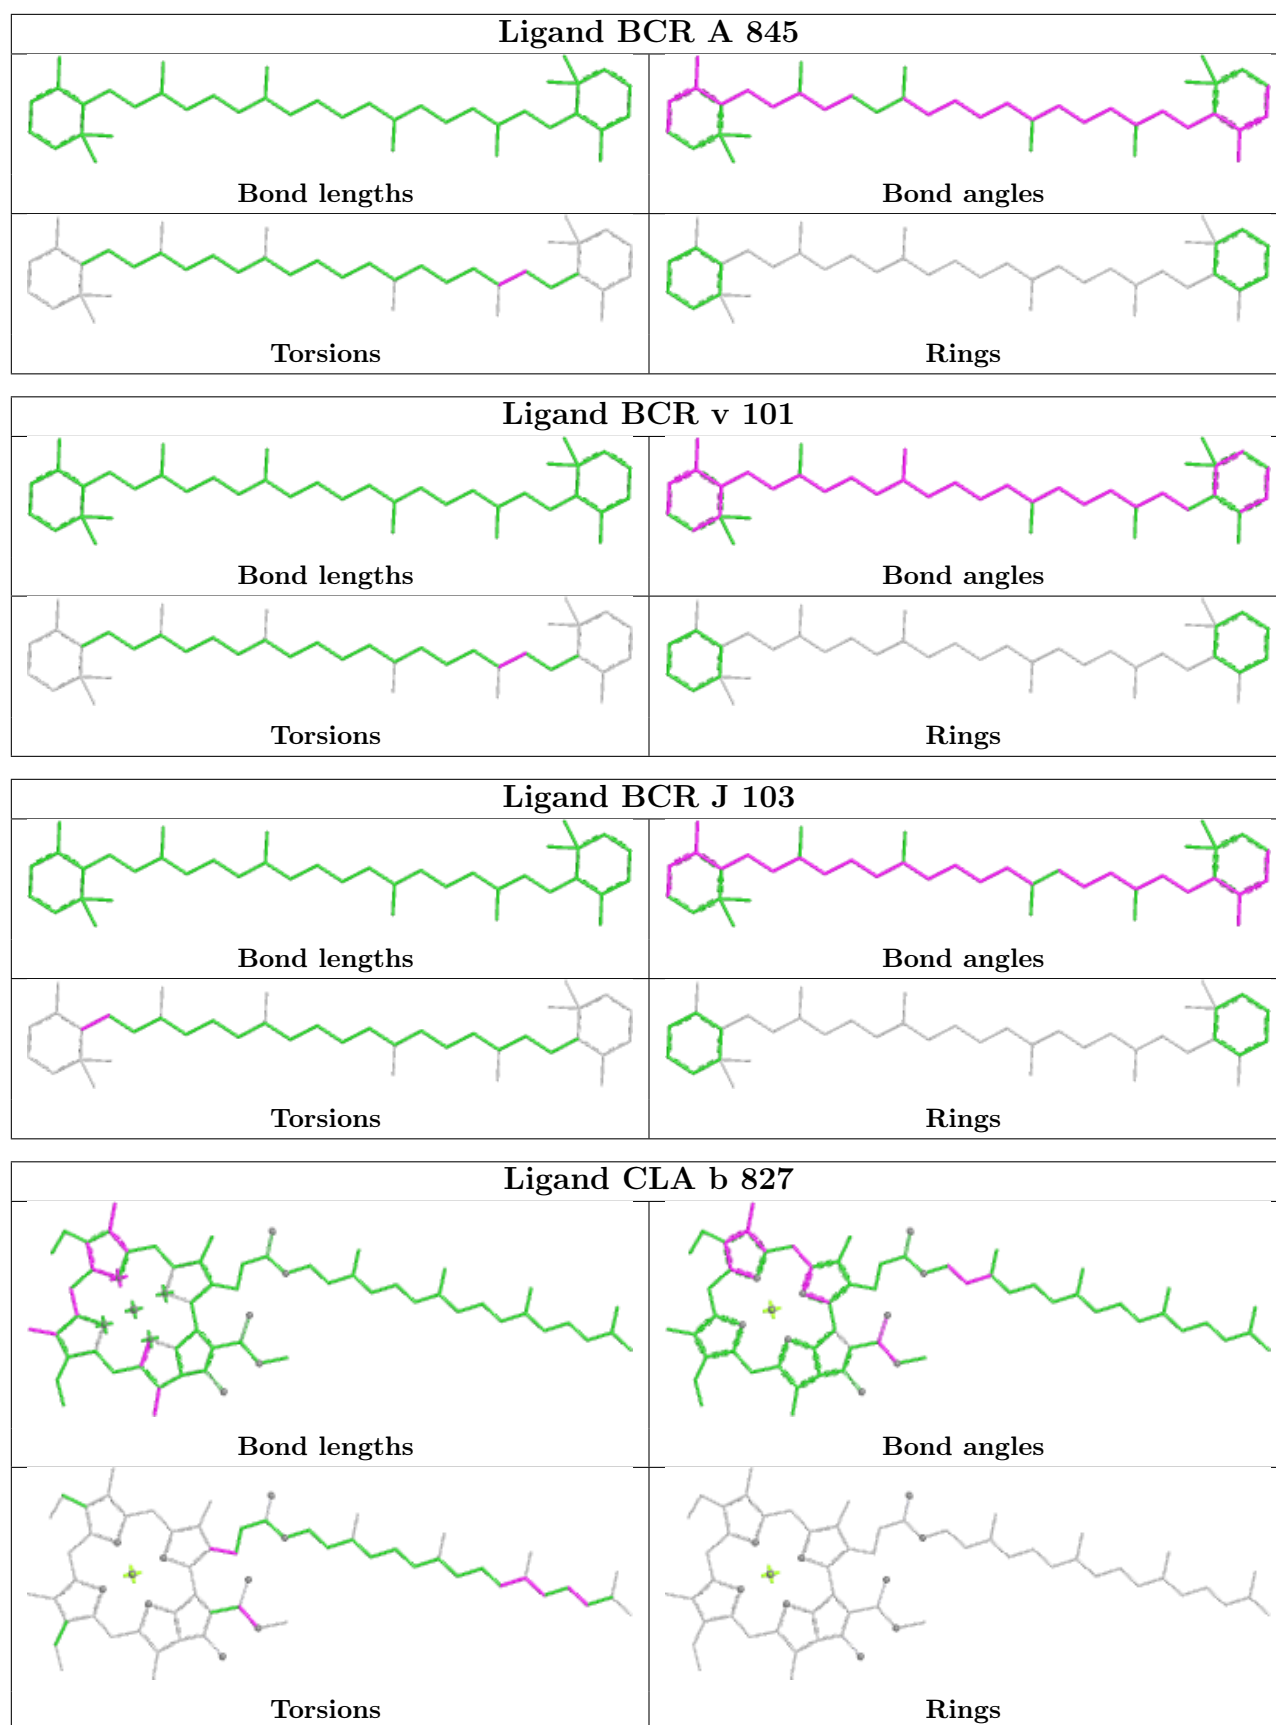 Ligand BCR A 845
Bond lengths
Bond angles
Torsions
Rings
Ligand BCR v 101
Bond lengths
Bond angles
Torsions
Rings
Ligand BCR J 103
Bond lengths
Bond angles
Torsions
Rings
Ligand CLA b 827
Bond lengths
Bond angles
Torsions
Rings